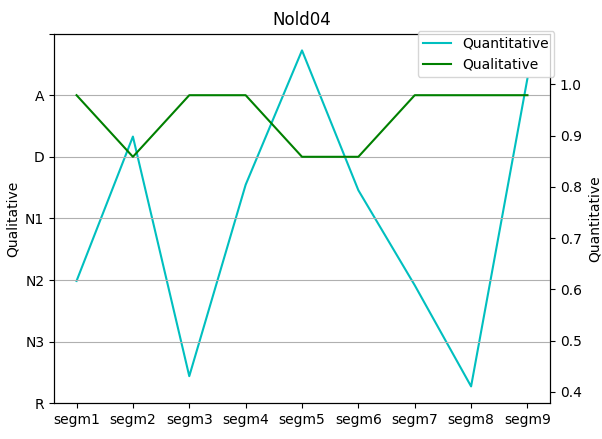 Nold04
Quantitative
Qualitative
A
D
N1
N2
N3
R
Qualitative
1.0
0.9
0.8
0.7
0.6
0.5
0.4
Quantitative
segm1 segm2 segm3 segm4 segm5 segm6 segm7 segm8 segm9